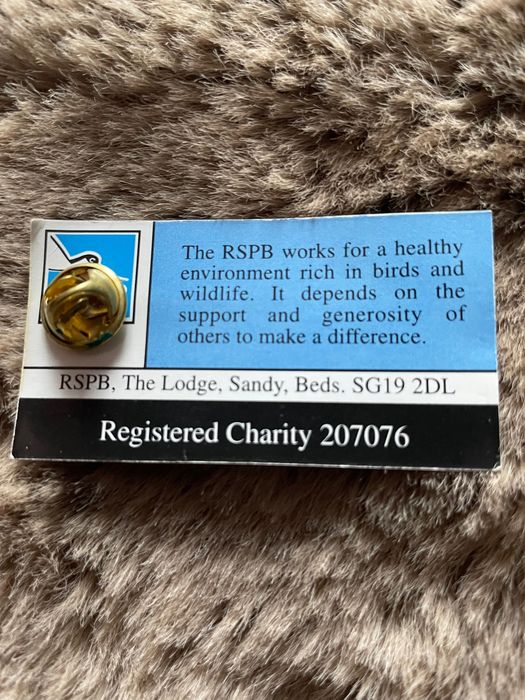 The RSPB works for a healthy
environment rich in birds and
wildlife. It depends on the
support and generosity of
others to make a difference.
RSPB, The Lodge, Sandy, Beds. SG19 2DL
Registered Charity 207076